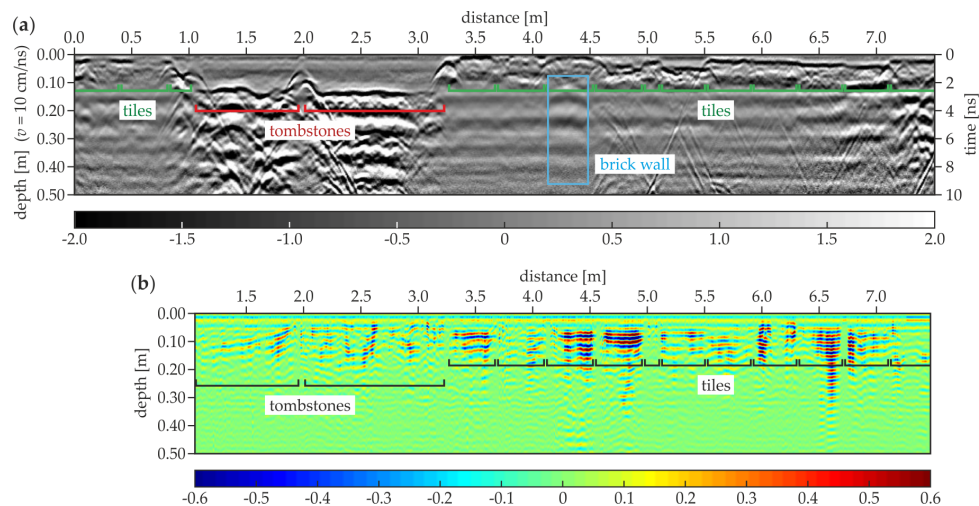 distance [m]
(a)
0.0 0.5 1.0 1.5 2.0 2.5 3.0 3.5 4.0 4.5 5.0 5.5 6.0 6.5 7.0
depth [m] (v = 10 cm/ns)
0.00
0.10
0.20
0.30
0.40
0.50
tiles
tombstones
brick wall
tiles
0
2
4
6
8
10
time [ns]
-2.0 -1.5 -1.0 -0.5 0 0.5 1.0 1.5 2.0
distance [m]
(b)
1.5 2.0 2.5 3.0 3.5 4.0 4.5 5.0 5.5 6.0 6.5 7.0
depth [m]
0.00
0.10
0.20
0.30
0.40
0.50
tombstones
tiles
-0.6 -0.5 -0.4 -0.3 -0.2 -0.1 0 0.1 0.2 0.3 0.4 0.5 0.6